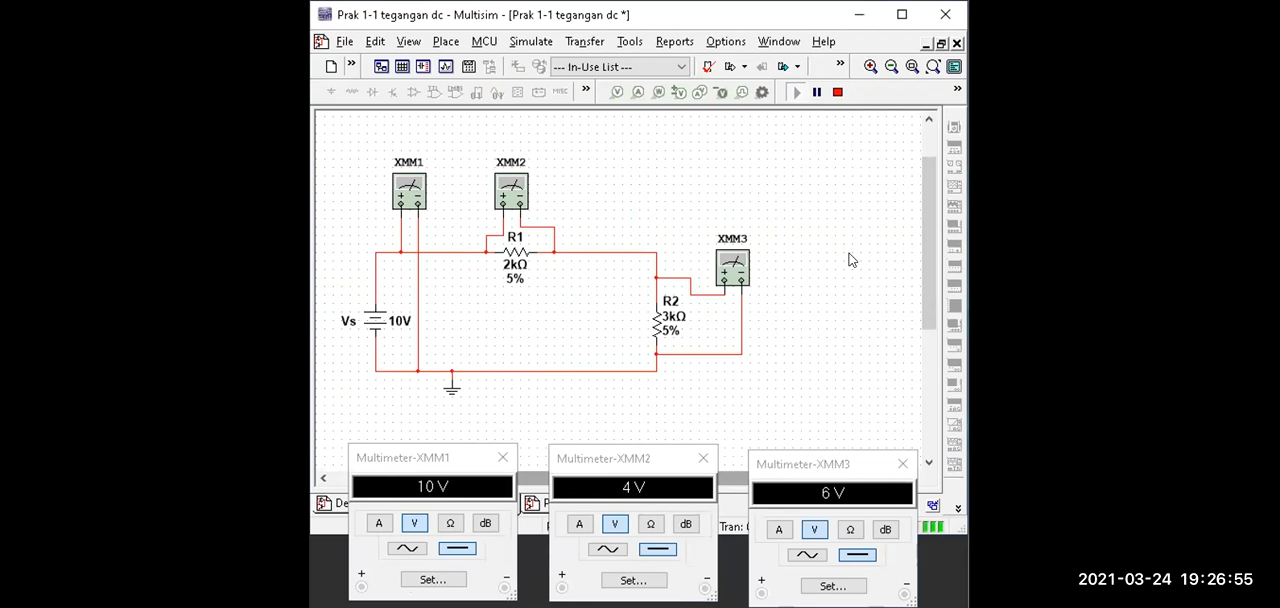 Prak 1-1 tegangan dc - Multisim - [Prak 1-1 tegangan dc *]
File Edit View Place MCU Simulate Transfer Tools Reports Options Window Help
--- In-Use List ---
MISC
XMM1
XMM2
R1
2kΩ
5%
XMM3
R2
3kΩ
5%
Vs 10V
Multimeter-XMM1
Multimeter-XMM2
Multimeter-XMM3
10 V
4 V
6 V
De
Tran:
A V Ω dB
A V Ω dB
A V Ω dB
Set...
Set...
Set...
2021-03-24 19:26:55